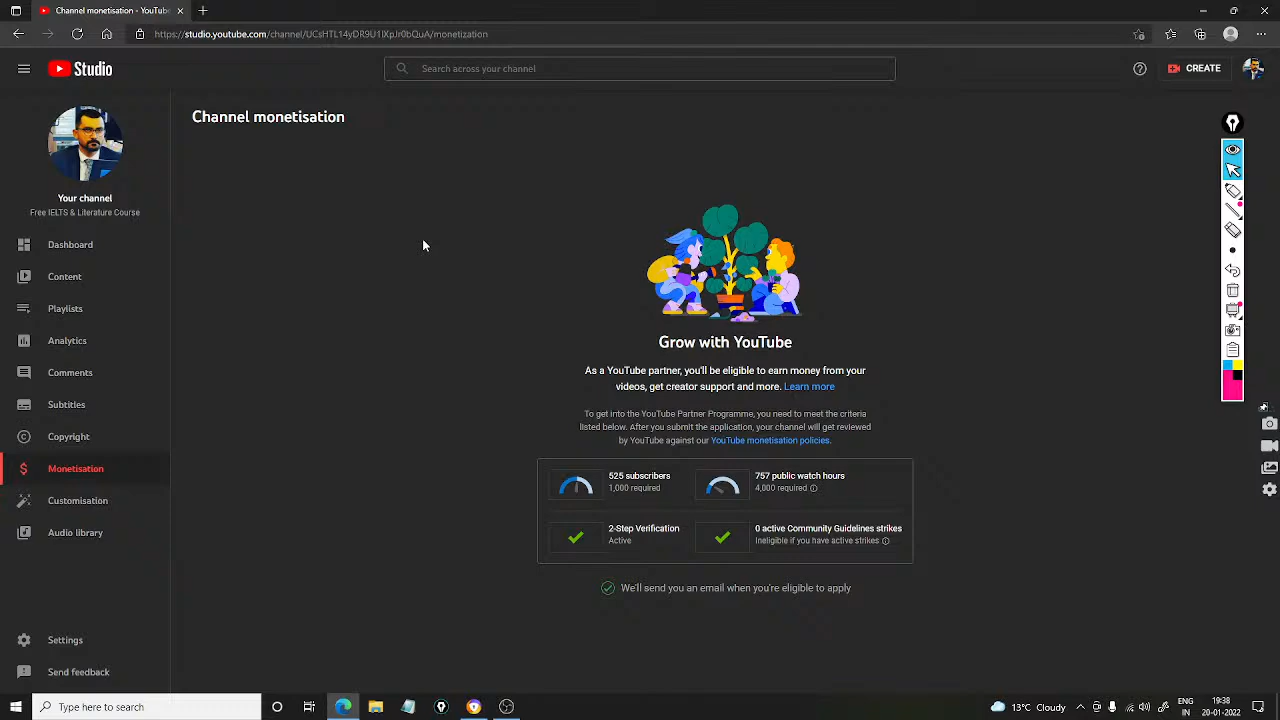 Channel monetisation - YouTub
https://studio.youtube.com/channel/UCsHTL14yDR9U1IXpJr0bQuA/monetization
Studio
Search across your channel
CREATE
Your channel
Free IELTS & Literature Course
Dashboard
Content
Playlists
Analytics
Comments
Subtitles
Copyright
Monetisation
Customisation
Audio library
Settings
Send feedback
Channel monetisation
Grow with YouTube
As a YouTube partner, you'll be eligible to earn money from your
videos, get creator support and more. Learn more
To get into the YouTube Partner Programme, you need to meet the criteria
listed below. After you submit the application, your channel will get reviewed
by YouTube against our YouTube monetisation policies.
525 subscribers
1,000 required
757 public watch hours
4,000 required
2-Step Verification
Active
0 active Community Guidelines strikes
Ineligible if you have active strikes
We'll send you an email when you're eligible to apply
Type here to search
13°C Cloudy
ENG
IN
19:38
20-01-2022